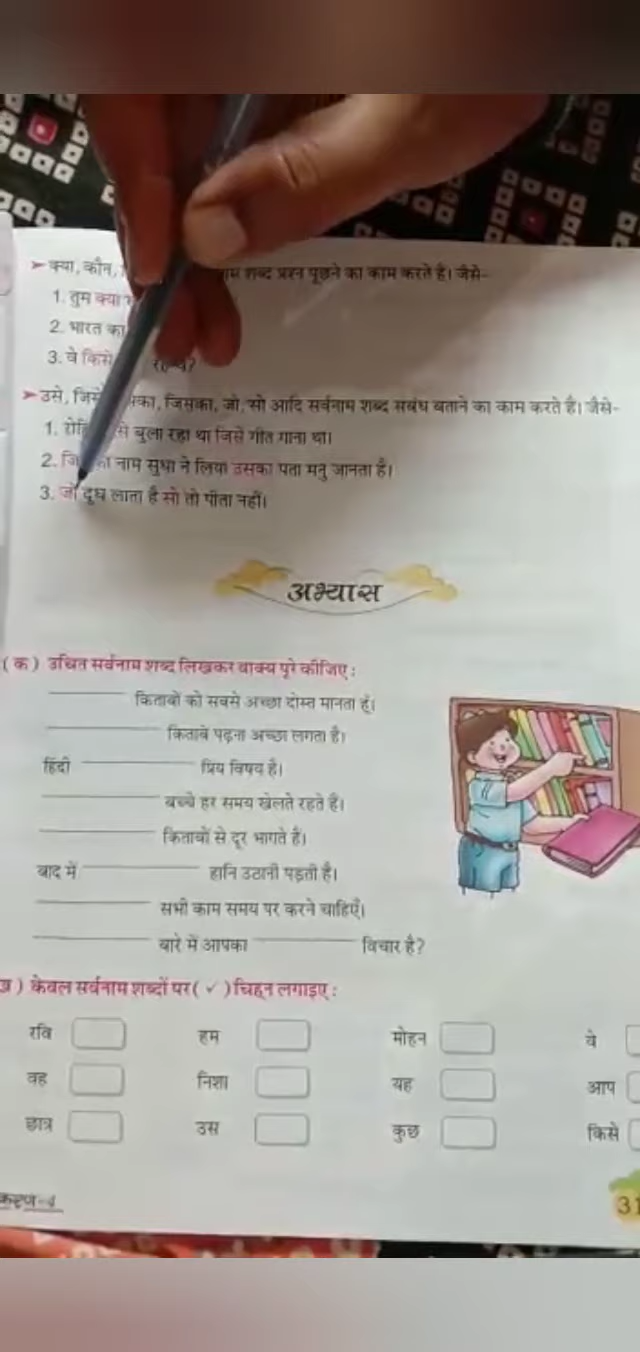 ➤ क्या, कौन, शब्द प्रश्न पूछने का काम करते हैं। जैसे-
1. तुम क्या
2. भारत का
3. वे किसे
➤ उसे, जिसका, जो, सो आदि सर्वनाम शब्द संबंध बताने का काम करते हैं। जैसे-
1. बुला रहा था जिसे गीत गाना था।
2. नाम सुधा ने लिया उसका पता मनु जानता है।
3. जो दूध लाता है सो तो पीता नहीं।
अभ्यास
( क ) उचित सर्वनाम शब्द लिखकर वाक्य पूरे कीजिए :
किताबों को सबसे अच्छा दोस्त मानता हूँ।
किताबें पढ़ना अच्छा लगता है।
हिंदी प्रिय विषय है।
बच्चे हर समय खेलते रहते हैं।
किताबों से दूर भागते हैं।
बाद में हानि उठानी पड़ती है।
सभी काम समय पर करने चाहिएँ।
बारे में आपका विचार है?
) केवल सर्वनाम शब्दों पर ( ✓ ) चिह्न लगाइए :
रवि हम मोहन वे
वह निशा यह आप
छात्र उस कुछ किसे
31